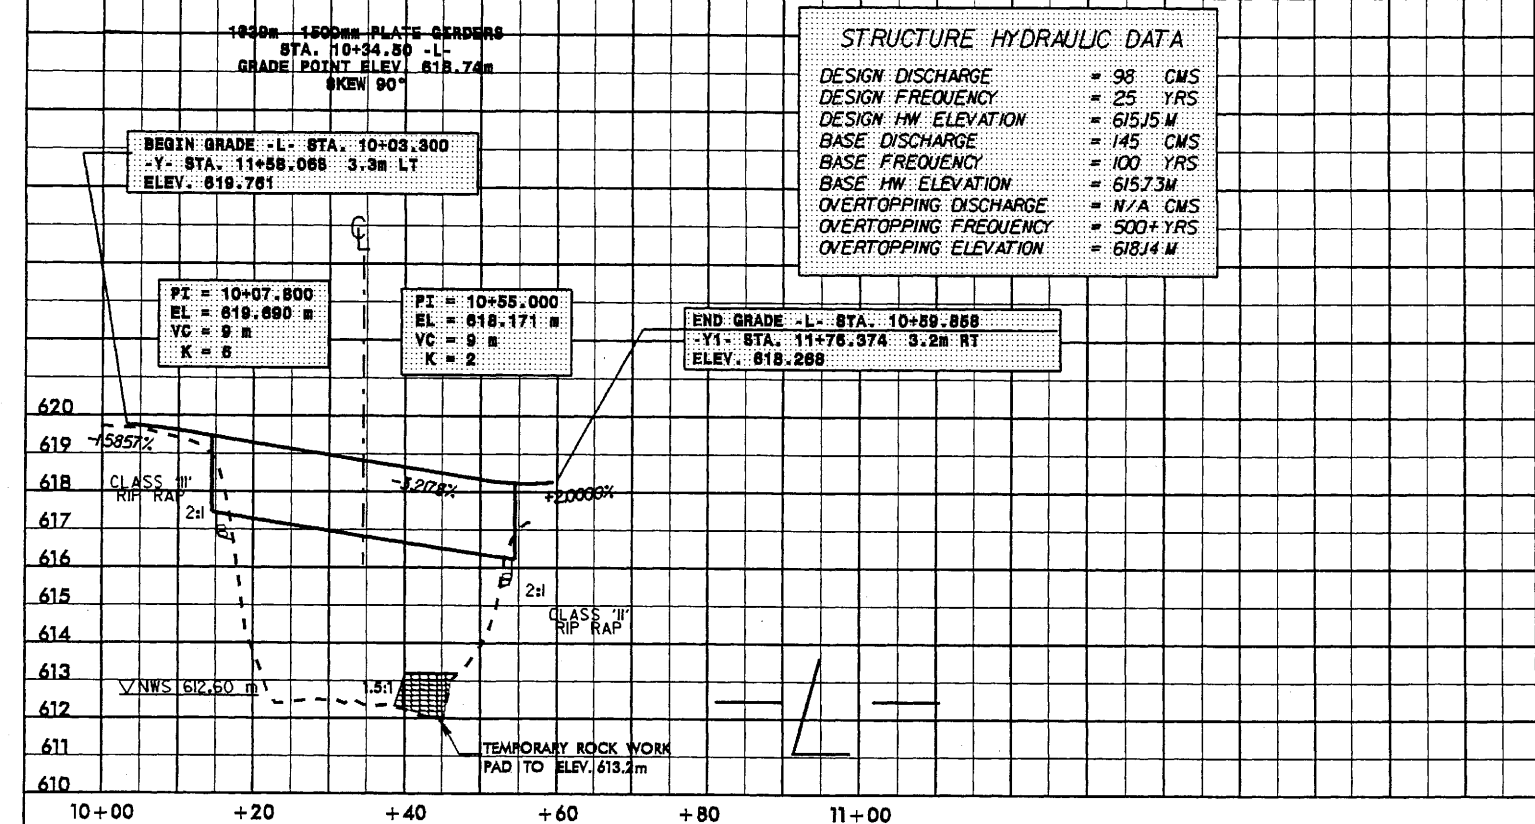 1500mm PLATE GIRDERS
STA. 10+34.50 -L-
GRADE POINT ELEV. 618.74m
SKEW 90°
STRUCTURE HYDRAULIC DATA
DESIGN DISCHARGE = 98 CMS
DESIGN FREQUENCY = 25 YRS
DESIGN HW ELEVATION = 615.15 M
BASE DISCHARGE = 145 CMS
BASE FREQUENCY = 100 YRS
BASE HW ELEVATION = 615.73M
OVERTOPPING DISCHARGE = N/A CMS
OVERTOPPING FREQUENCY = 500+ YRS
OVERTOPPING ELEVATION = 618.14 M
BEGIN GRADE -L- STA. 10+03.300
-Y- STA. 11+58.068 3.3m LT
ELEV. 619.761
CL
PI = 10+07.800
EL = 619.690 m
VC = 9 m
K = 6
PI = 10+55.000
EL = 618.171 m
VC = 9 m
K = 2
END GRADE -L- STA. 10+59.858
-Y1- STA. 11+76.374 3.2m RT
ELEV. 618.268
620
619
618
617
616
615
614
613
612
611
610
-1.5857%
-3.2178%
+2.0000%
CLASS 'II'
RIP RAP
2:1
2:1
CLASS 'II'
RIP RAP
NWS 612.60 m
1.5:1
TEMPORARY ROCK WORK
PAD TO ELEV. 613.2m
-L-
10+00 +20 +40 +60 +80 11+00